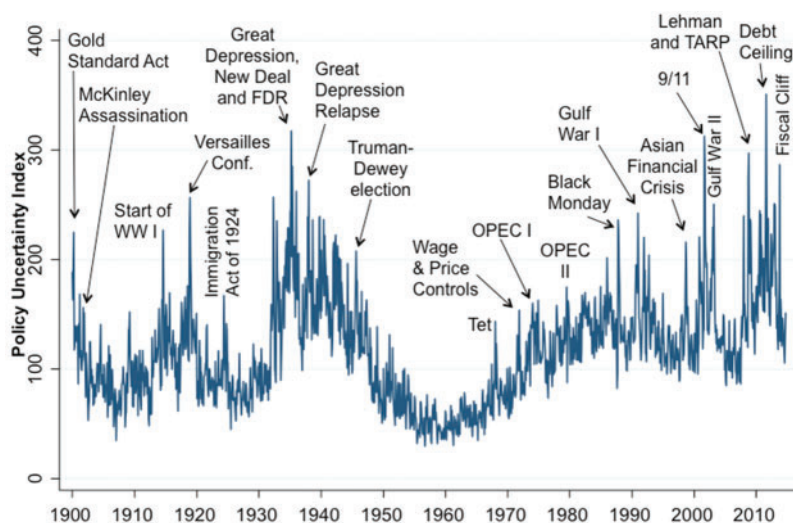 Policy Uncertainty Index
400
300
200
100
0
Gold
Standard Act
McKinley
Assassination
Start of
WW I
Versailles
Conf.
Immigration
Act of 1924
Great
Depression,
New Deal
and FDR
Great
Depression
Relapse
Truman-
Dewey
election
Wage
& Price
Controls
Tet
OPEC I
OPEC
II
Black
Monday
Gulf
War I
Asian
Financial
Crisis
9/11
Gulf War II
Lehman
and TARP
Debt
Ceiling
Fiscal Cliff
1900 1910 1920 1930 1940 1950 1960 1970 1980 1990 2000 2010